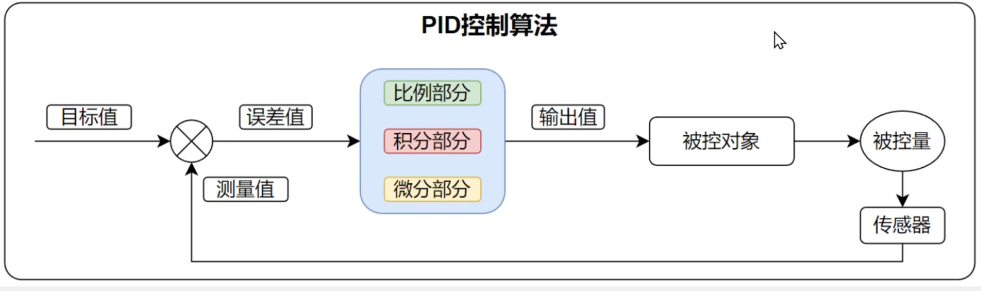 PID控制算法
目标值
误差值
比例部分
积分部分
微分部分
输出值
被控对象
被控量
测量值
传感器